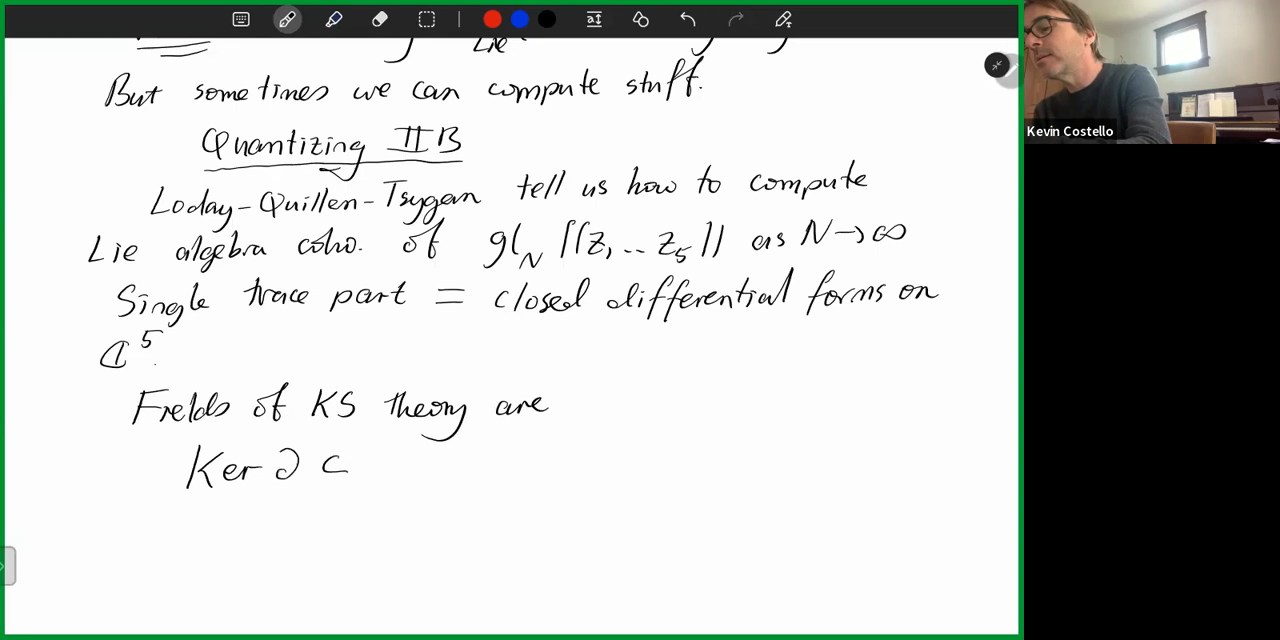 Lie
But sometimes we can compute stuff.
Quantizing IIB
Loday-Quillen-Tsygan tell us how to compute
Lie algebra coho. of gl_N [[z, .. z_5]] as N→∞
Single trace part = closed differential forms on
ℂ^5.
Fields of KS theory are
Ker ∂ ⊂
Kevin Costello